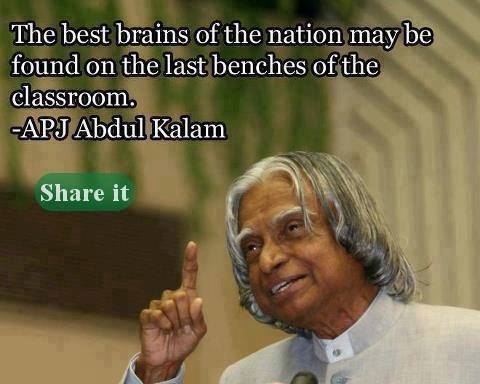 The best brains of the nation may be
found on the last benches of the
classroom.
-APJ Abdul Kalam
Share it